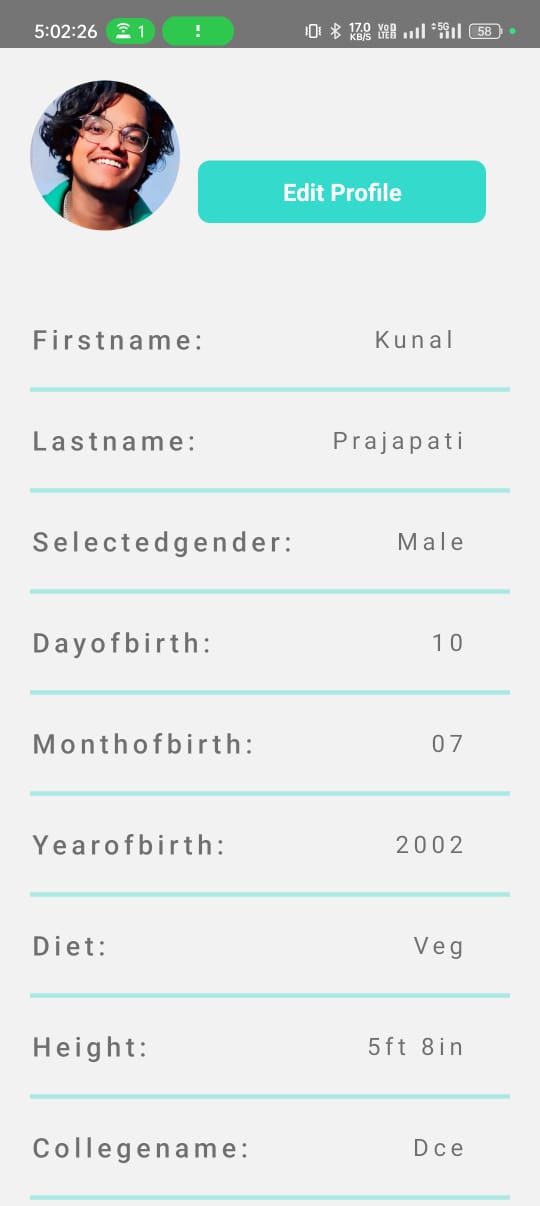 5:02:26 1 ! 17.0 KB/S VoD LTE 5G 58
Edit Profile
Firstname: Kunal
Lastname: Prajapati
Selectedgender: Male
Dayofbirth: 10
Monthofbirth: 07
Yearofbirth: 2002
Diet: Veg
Height: 5ft 8in
Collegename: Dce